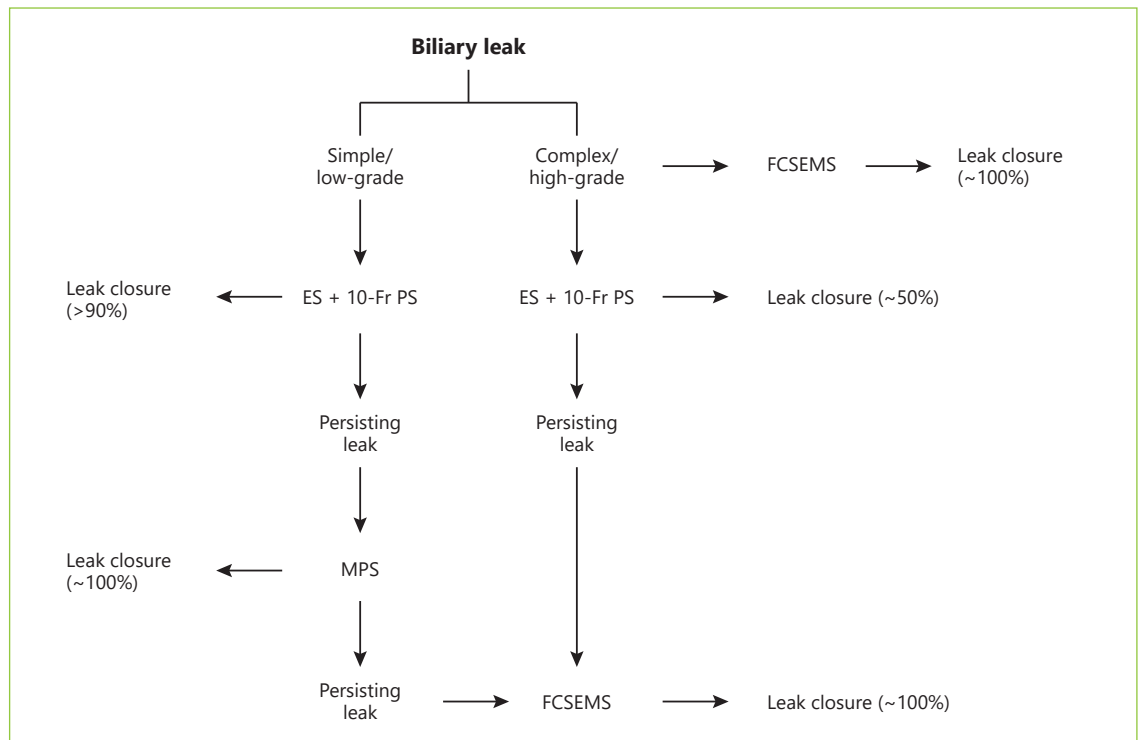 Biliary leak
Simple/
low-grade
Complex/
high-grade
FCSEMS
Leak closure
(~100%)
Leak closure
(>90%)
ES + 10-Fr PS
ES + 10-Fr PS
Leak closure (~50%)
Persisting
leak
Persisting
leak
Leak closure
(~100%)
MPS
Persisting
leak
FCSEMS
Leak closure (~100%)